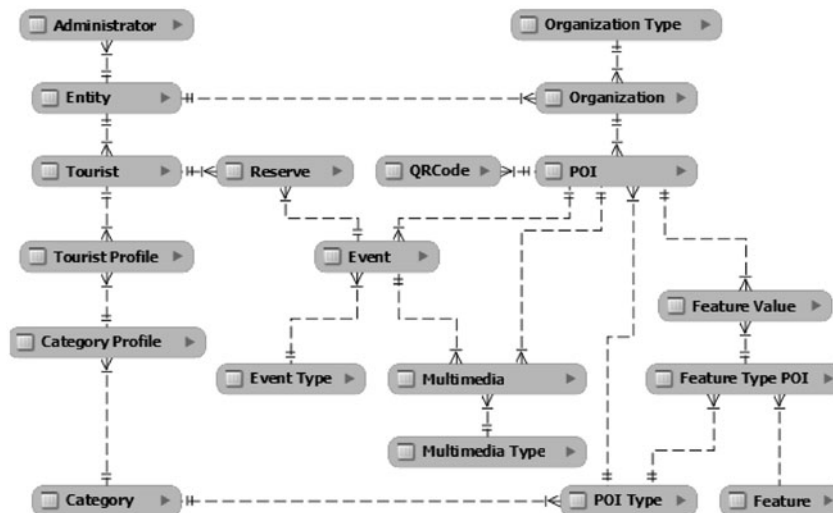 Administrator
Organization Type
Entity
Organization
Tourist
Reserve
QRCode
POI
Tourist Profile
Event
Feature Value
Category Profile
Event Type
Multimedia
Feature Type POI
Multimedia Type
Category
POI Type
Feature